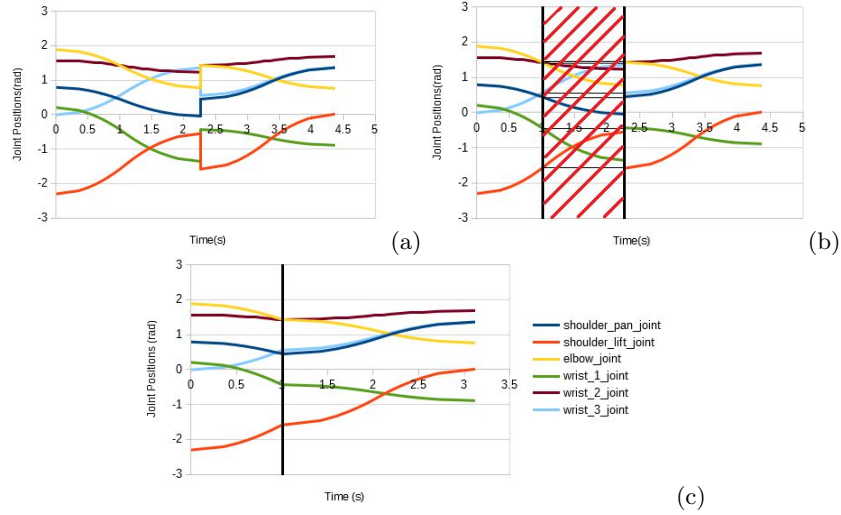 3
2
1
0
-1
-2
-3
0 0.5 1 1.5 2 2.5 3 3.5 4 4.5 5
Joint Positions(rad)
Time(s)
(a)
3
2
1
0
-1
-2
-3
0 0.5 1 1.5 2 2.5 3 3.5 4 4.5 5
Joint Positions(rad)
Time(s)
(b)
3
2
1
0
-1
-2
-3
0 0.5 1 1.5 2 2.5 3 3.5
Joint Positions (rad)
Time (s)
shoulder_pan_joint
shoulder_lift_joint
elbow_joint
wrist_1_joint
wrist_2_joint
wrist_3_joint
(c)